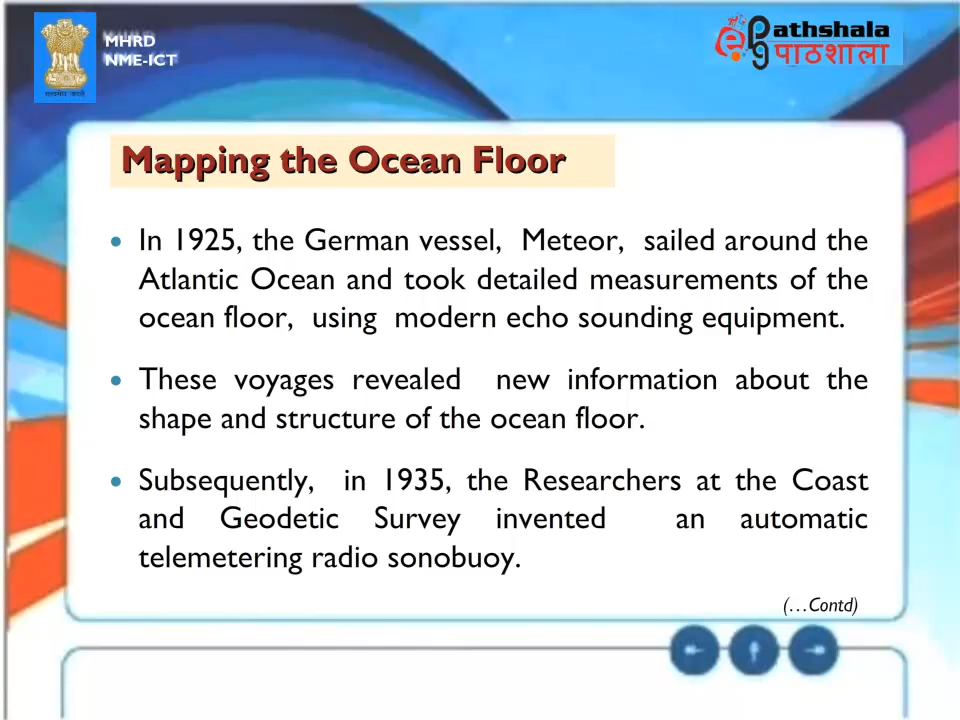 MHRD
NME-ICT
Pathshala
पाठशाला
Mapping the Ocean Floor
• In 1925, the German vessel, Meteor, sailed around the
Atlantic Ocean and took detailed measurements of the
ocean floor, using modern echo sounding equipment.
• These voyages revealed new information about the
shape and structure of the ocean floor.
• Subsequently, in 1935, the Researchers at the Coast
and Geodetic Survey invented an automatic
telemetering radio sonobuoy.
(...Contd)